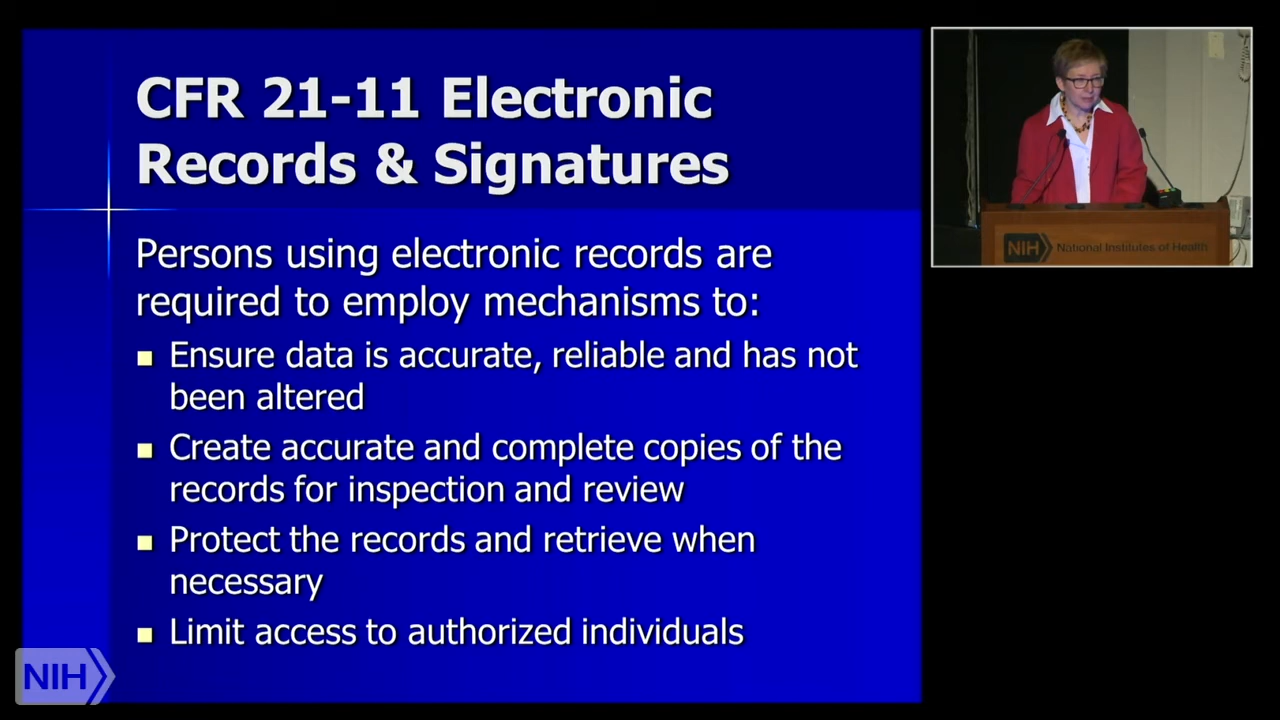 CFR 21-11 Electronic
Records & Signatures
Persons using electronic records are
required to employ mechanisms to:
Ensure data is accurate, reliable and has not
been altered
Create accurate and complete copies of the
records for inspection and review
Protect the records and retrieve when
necessary
Limit access to authorized individuals
NIH
NIH National Institutes of Health